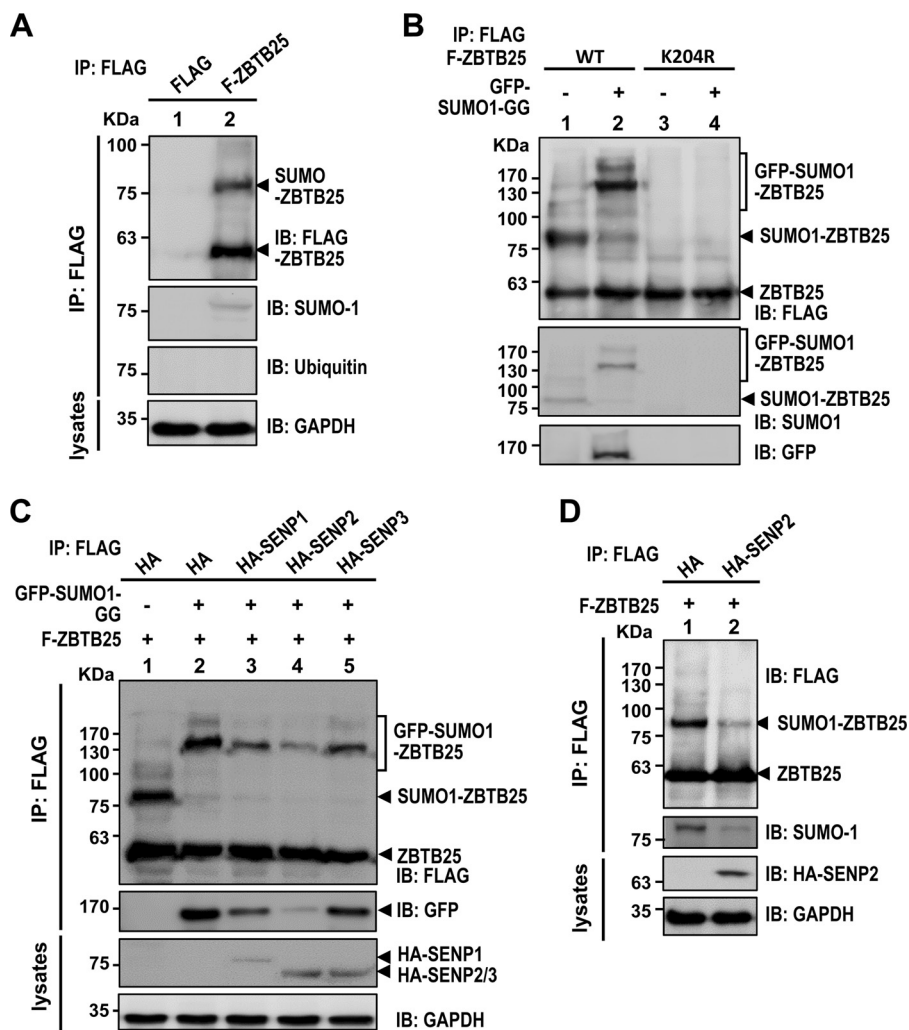 A
IP: FLAG
FLAG
F-ZBTB25
KDa
1
2
100
75
63
SUMO
-ZBTB25
IB: FLAG
-ZBTB25
IP: FLAG
75
IB: SUMO-1
75
IB: Ubiquitin
lysates
35
IB: GAPDH
B
IP: FLAG
F-ZBTB25
WT
K204R
GFP-
SUMO1-GG
- + - +
1 2 3 4
KDa
170
130
100
75
63
GFP-SUMO1
-ZBTB25
SUMO1-ZBTB25
ZBTB25
IB: FLAG
170
130
100
75
GFP-SUMO1
-ZBTB25
SUMO1-ZBTB25
IB: SUMO1
170
IB: GFP
C
IP: FLAG
HA
HA
HA-SENP1
HA-SENP2
HA-SENP3
GFP-SUMO1-
GG
- + + + +
F-ZBTB25
+ + + + +
KDa
1 2 3 4 5
IP: FLAG
170
130
100
75
63
GFP-SUMO1
-ZBTB25
SUMO1-ZBTB25
ZBTB25
IB: FLAG
170
IB: GFP
lysates
75
HA-SENP1
HA-SENP2/3
35
IB: GAPDH
D
IP: FLAG
HA
HA-SENP2
F-ZBTB25
+ +
KDa
1 2
IP: FLAG
170
130
100
75
63
IB: FLAG
SUMO1-ZBTB25
ZBTB25
75
IB: SUMO-1
lysates
63
IB: HA-SENP2
35
IB: GAPDH